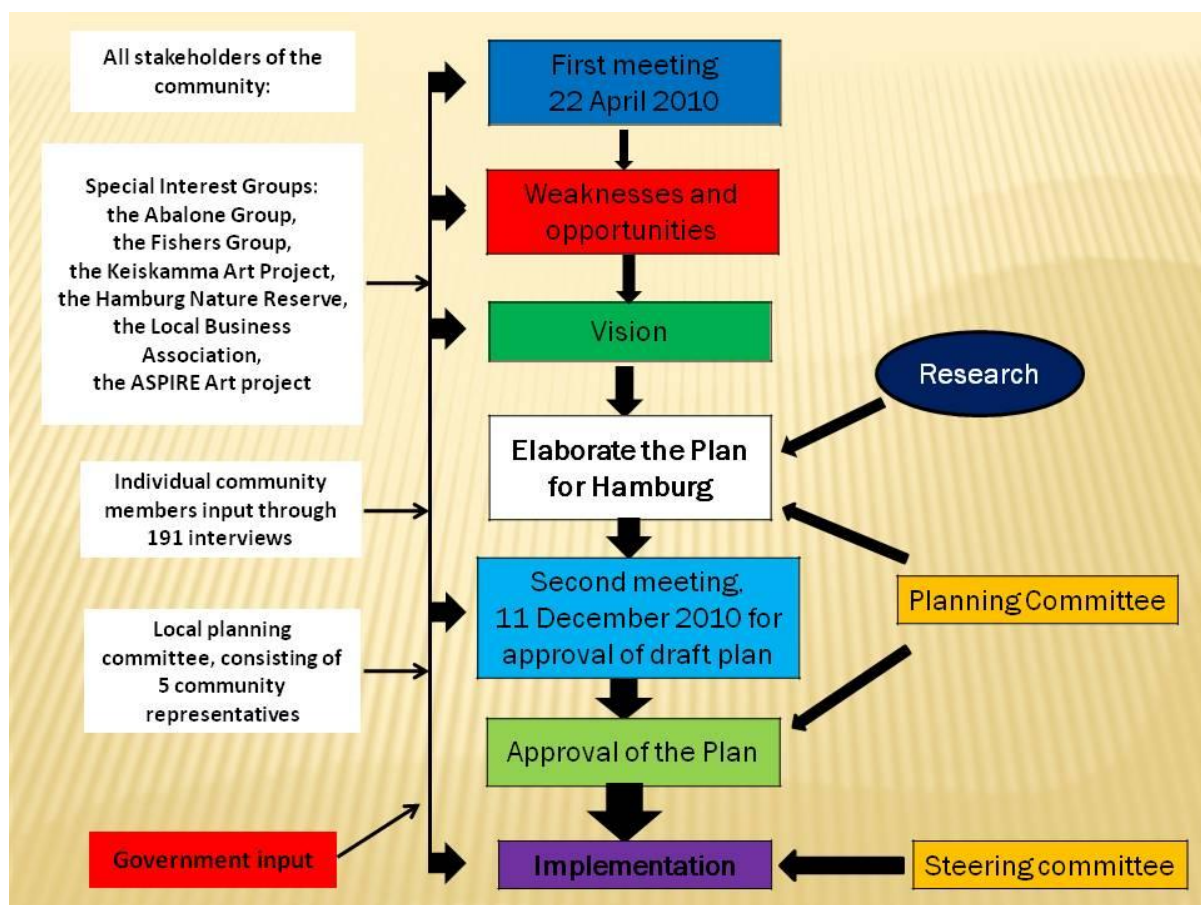 All stakeholders of the
community:
Special Interest Groups:
the Abalone Group,
the Fishers Group,
the Keiskamma Art Project,
the Hamburg Nature Reserve,
the Local Business
Association,
the ASPIRE Art project
Individual community
members input through
191 interviews
Local planning
committee, consisting of
5 community
representatives
Government input
First meeting
22 April 2010
Weaknesses and
opportunities
Vision
Elaborate the Plan
for Hamburg
Second meeting,
11 December 2010 for
approval of draft plan
Approval of the Plan
Implementation
Research
Planning Committee
Steering committee